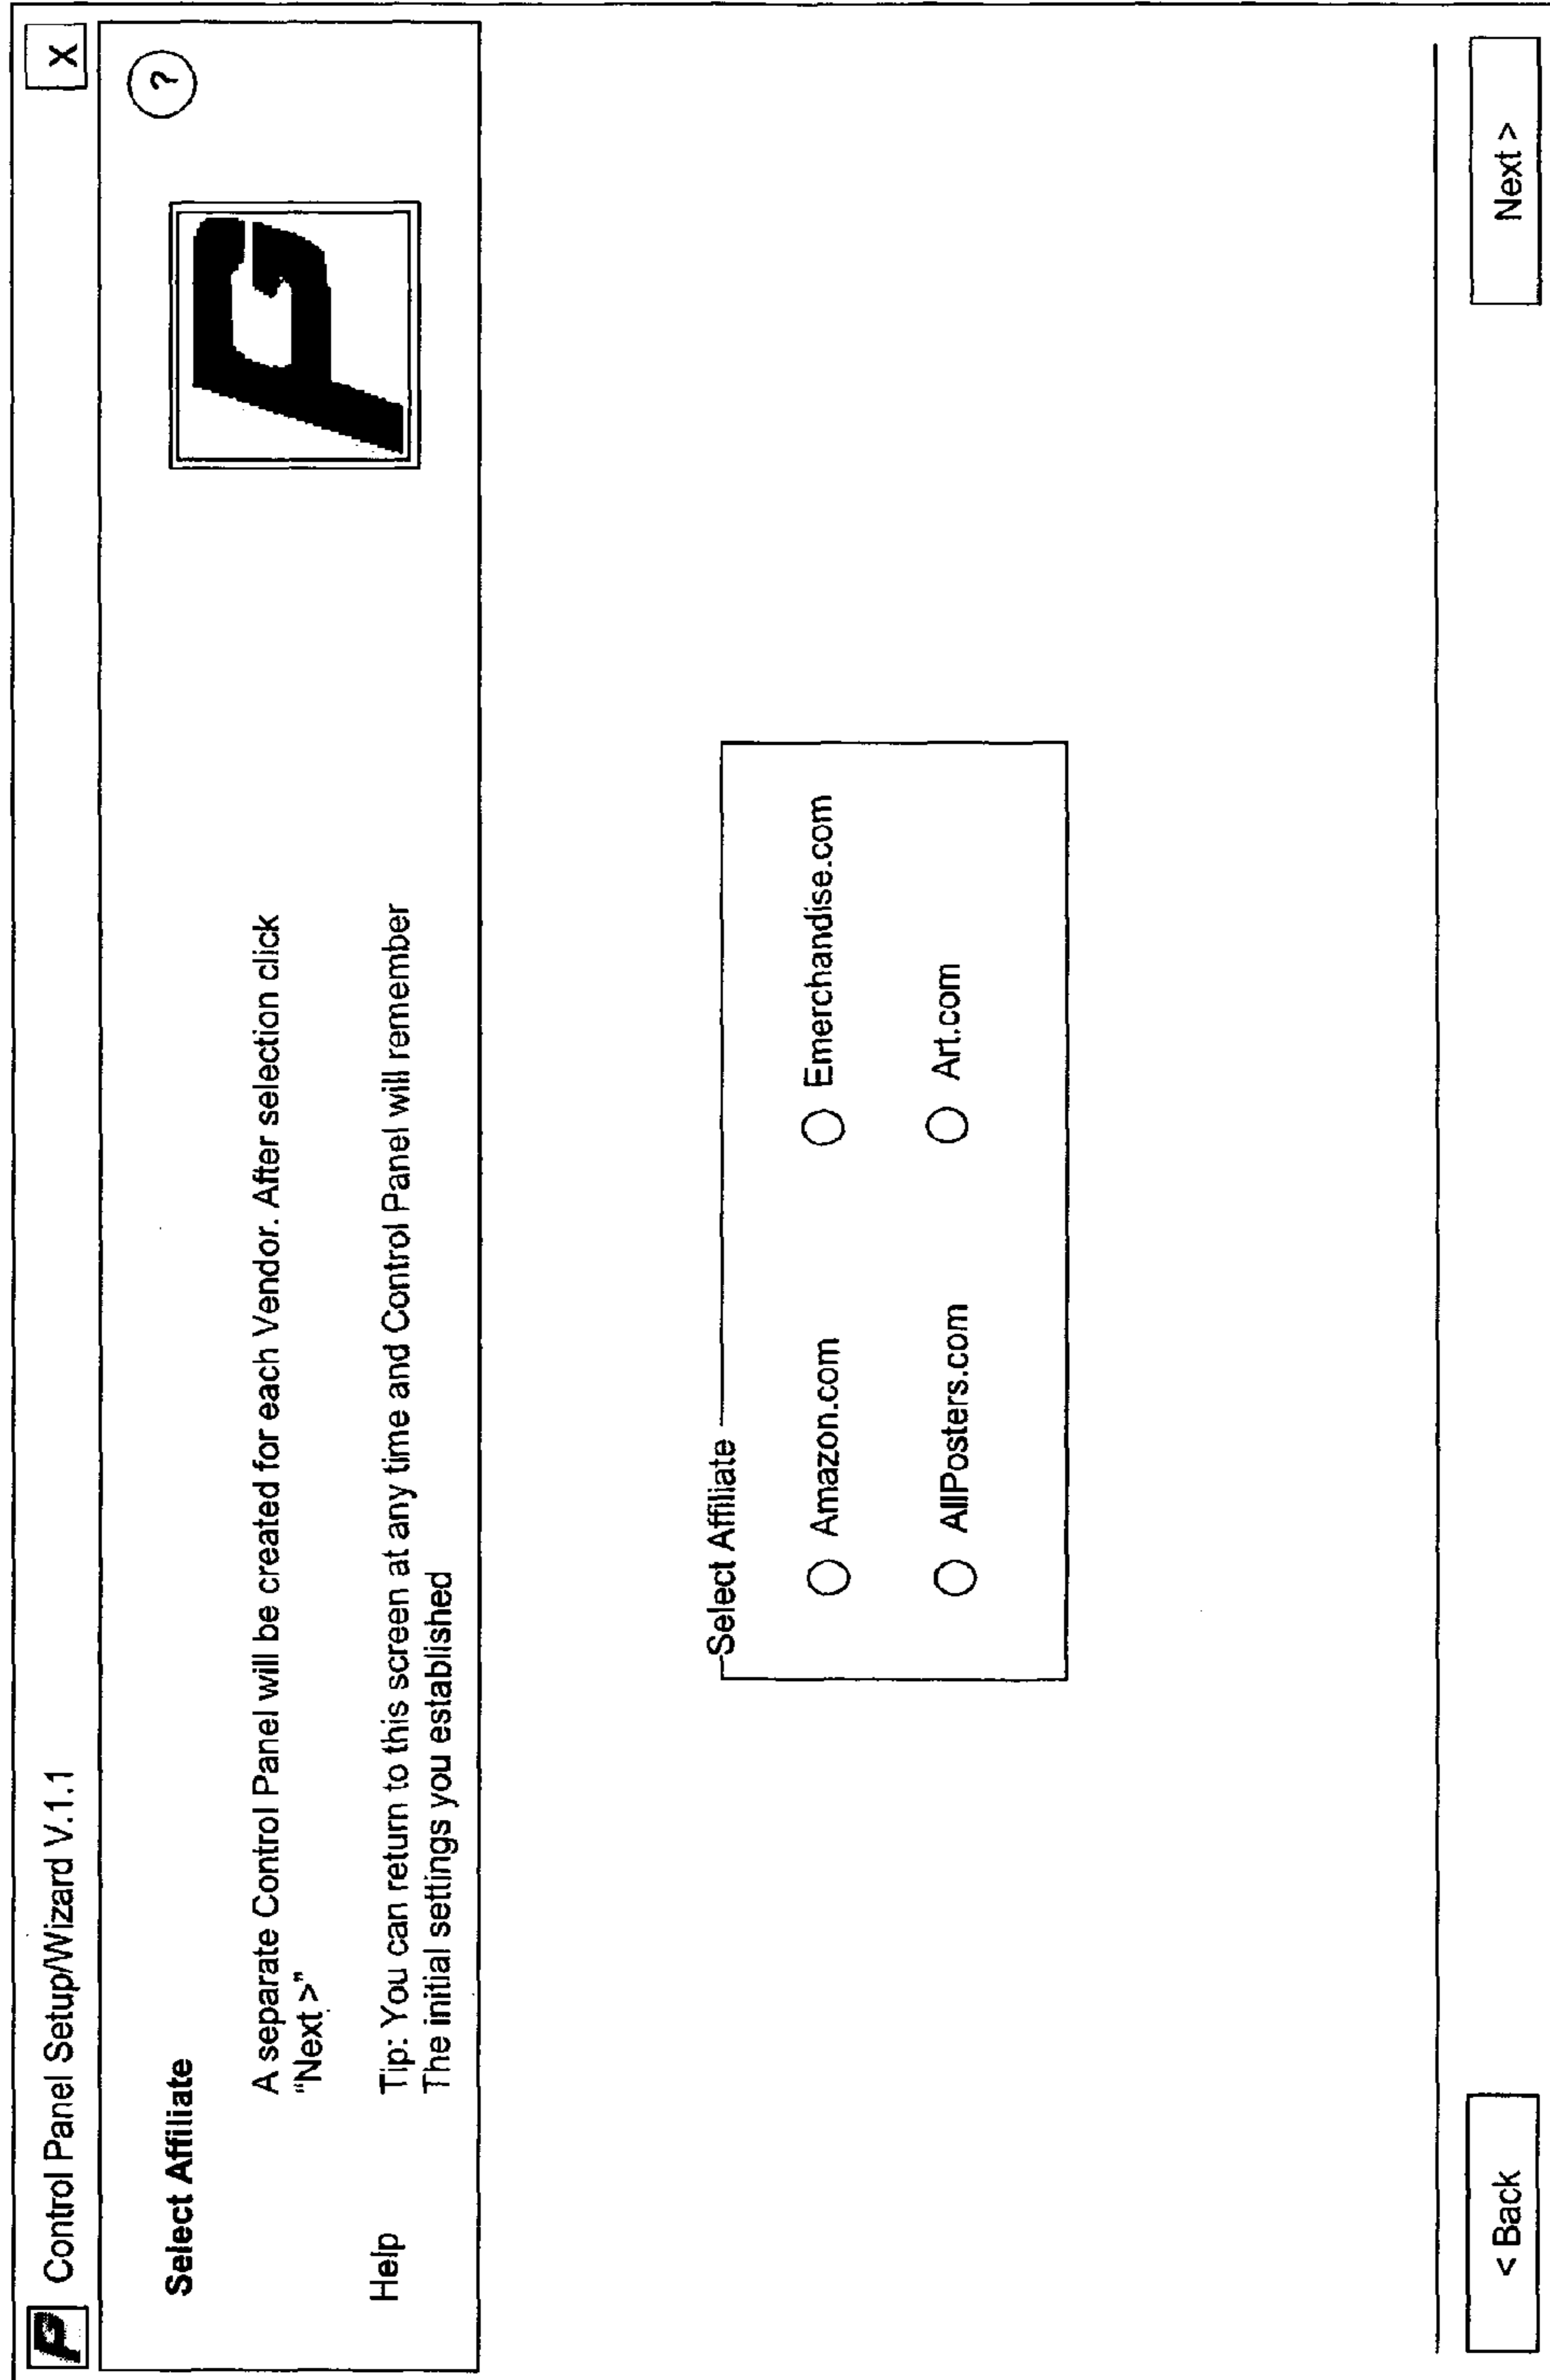 Control Panel Setup/Wizard V.1.1
X
Select Affiliate
?
A separate Control Panel will be created for each Vendor. After selection click
“Next >”
Help
Tip: You can return to this screen at any time and Control Panel will remember
The initial settings you established
Select Affiliate
Amazon.com
Emerchandise.com
AllPosters.com
Art.com
< Back
Next >